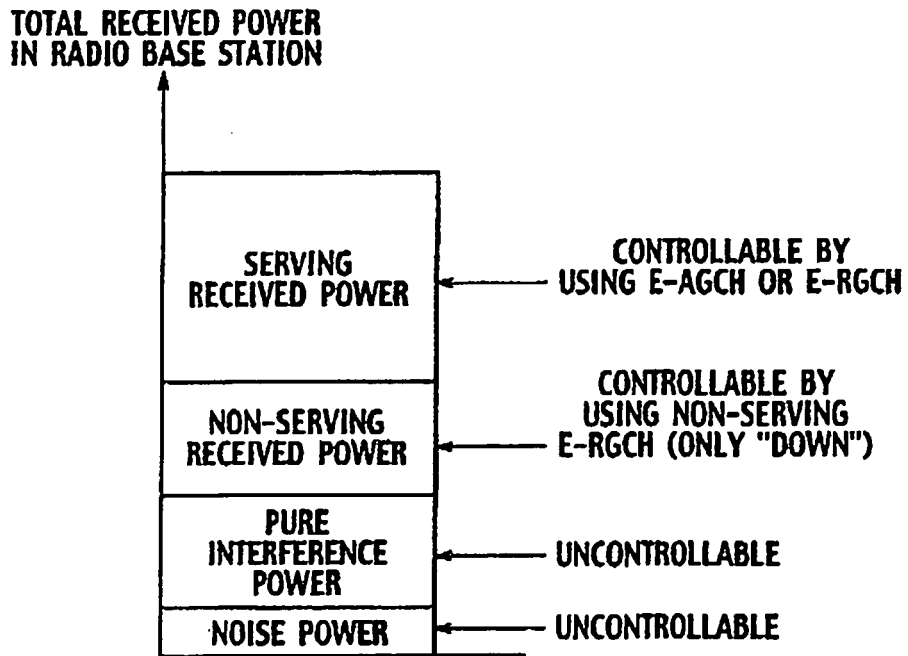 TOTAL RECEIVED POWER
IN RADIO BASE STATION
SERVING
RECEIVED POWER
CONTROLLABLE BY
USING E-AGCH OR E-RGCH
NON-SERVING
RECEIVED POWER
CONTROLLABLE BY
USING NON-SERVING
E-RGCH (ONLY "DOWN")
PURE
INTERFERENCE
POWER
UNCONTROLLABLE
NOISE POWER
UNCONTROLLABLE